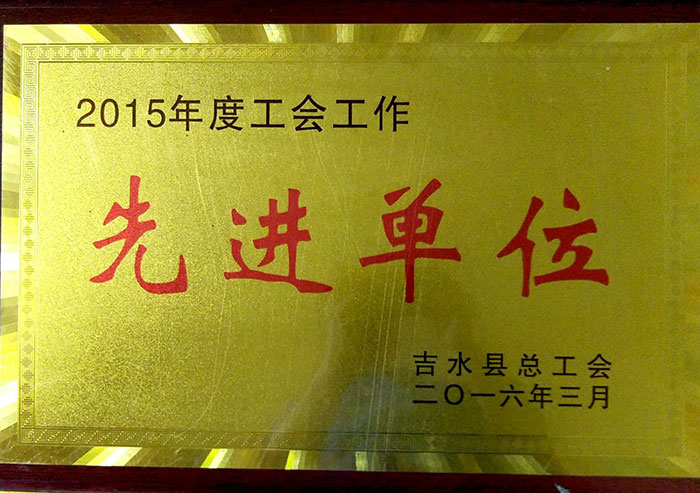 2015年度工会工作
先进单位
吉水县总工会
二〇一六年三月